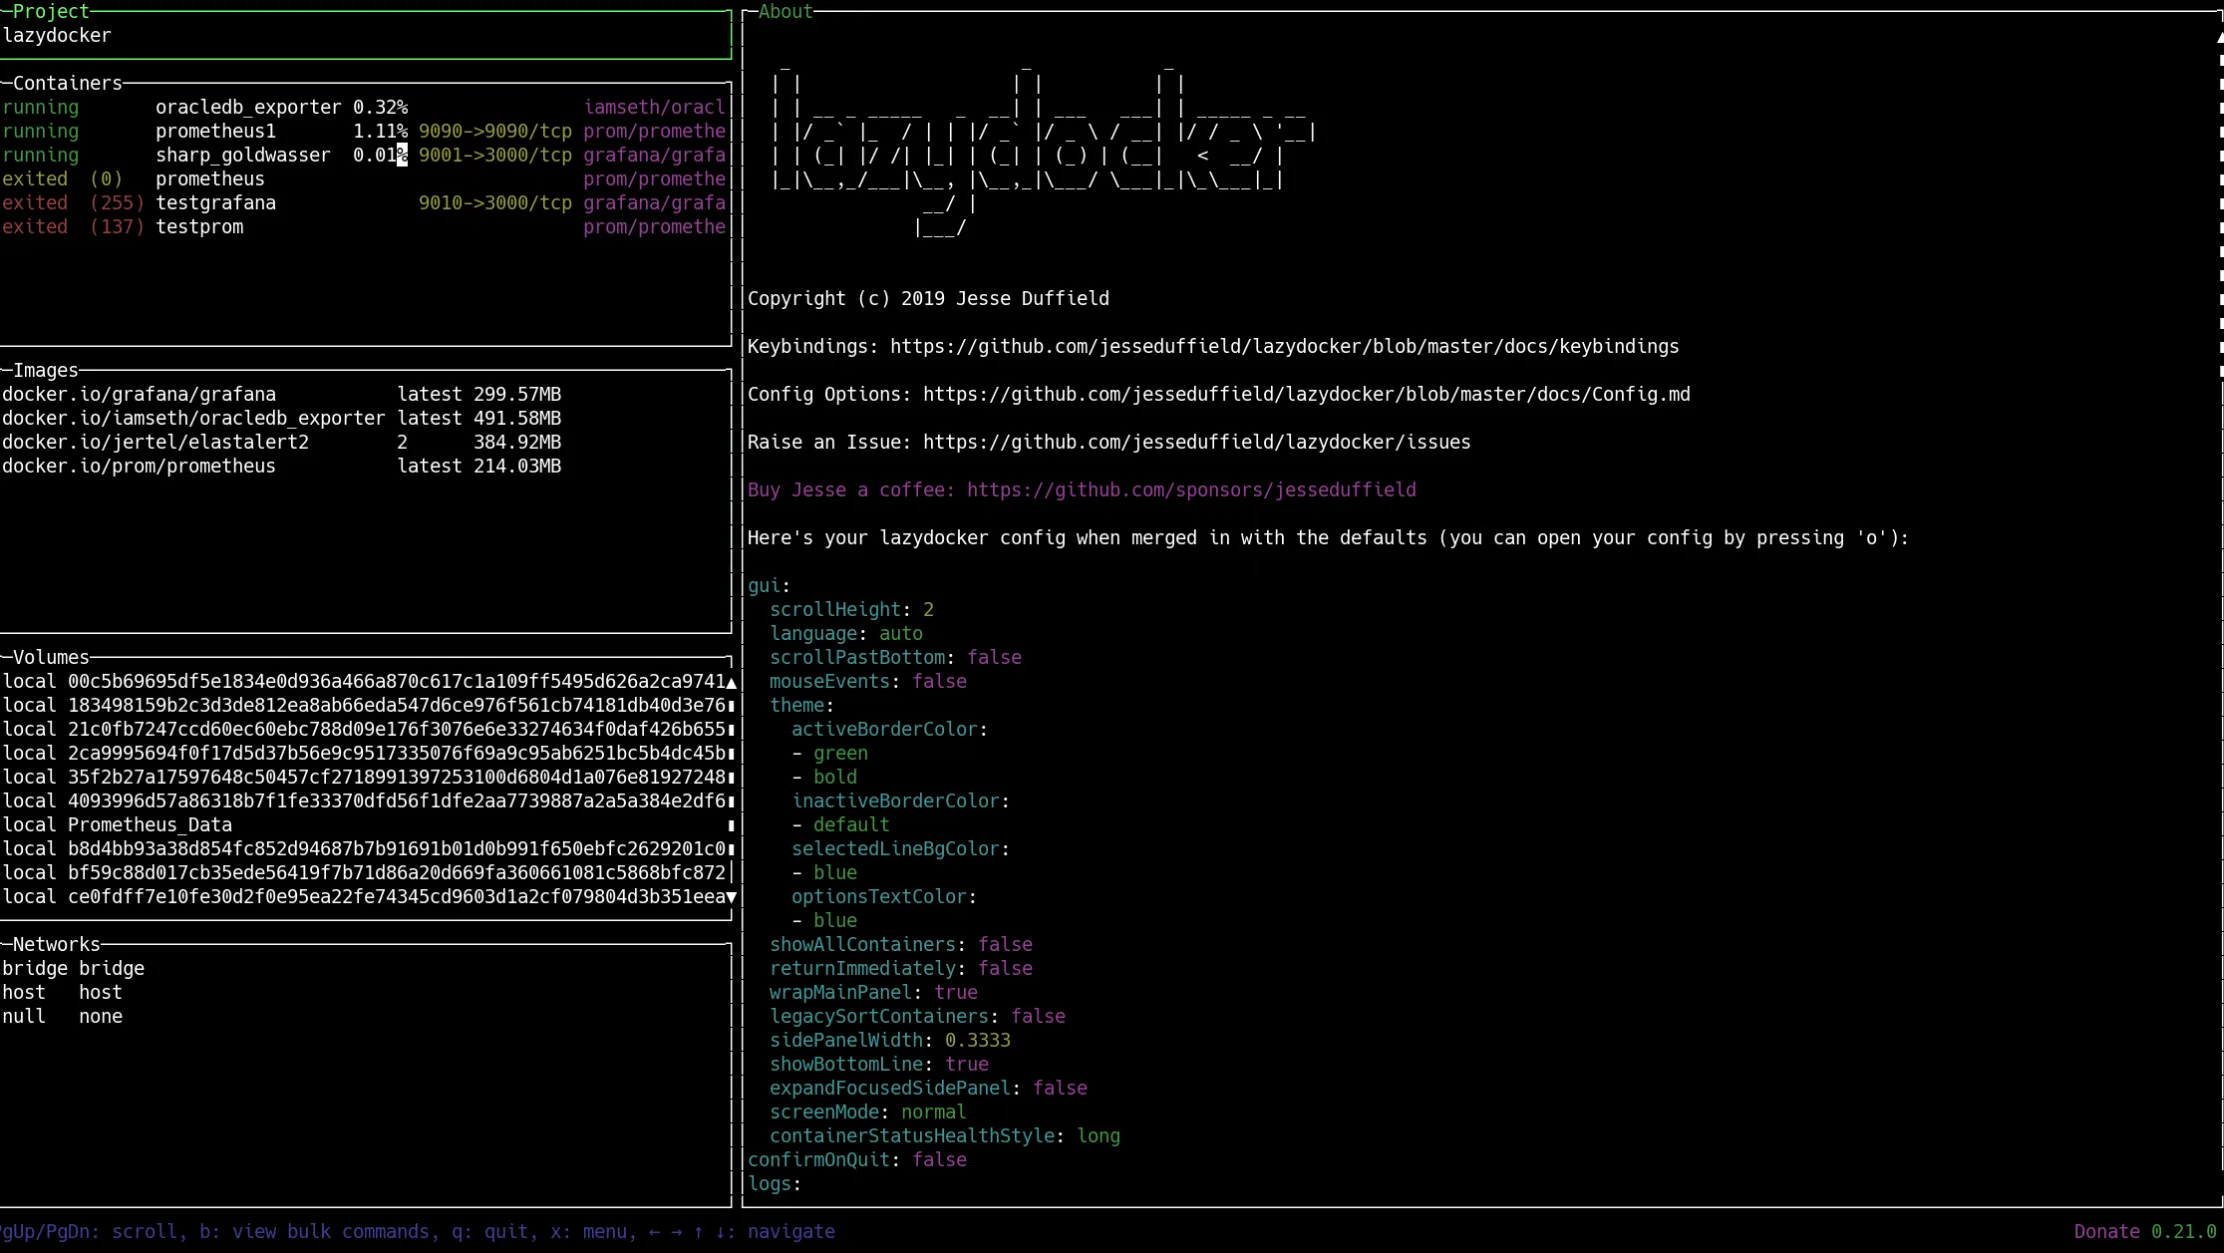 Project
lazydocker
Containers
running oracledb_exporter 0.32% iamseth/oracl
running prometheus1 1.11% 9090->9090/tcp prom/promethe
running sharp_goldwasser 0.01% 9001->3000/tcp grafana/grafa
exited (0) prometheus prom/promethe
exited (255) testgrafana 9010->3000/tcp grafana/grafa
exited (137) testprom prom/promethe
Images
docker.io/grafana/grafana latest 299.57MB
docker.io/iamseth/oracledb_exporter latest 491.58MB
docker.io/jertel/elastalert2 2 384.92MB
docker.io/prom/prometheus latest 214.03MB
Volumes
local 00c5b69695df5e1834e0d936a466a870c617c1a109ff5495d626a2ca9741
local 183498159b2c3d3de812ea8ab66eda547d6ce976f561cb74181db40d3e76
local 21c0fb7247ccd60ec60ebc788d09e176f3076e6e33274634f0daf426b655
local 2ca9995694f0f17d5d37b56e9c9517335076f69a9c95ab6251bc5b4dc45b
local 35f2b27a17597648c50457cf2718991397253100d6804d1a076e81927248
local 4093996d57a86318b7f1fe33370dfd56f1dfe2aa7739887a2a5a384e2df6
local Prometheus_Data
local b8d4bb93a38d854fc852d94687b7b91691b01d0b991f650ebfc2629201c0
local bf59c88d017cb35ede56419f7b71d86a20d669fa360661081c5868bfc872
local ce0fdff7e10fe30d2f0e95ea22fe74345cd9603d1a2cf079804d3b351eea
Networks
bridge bridge
host host
null none
About
lazydocker
Copyright (c) 2019 Jesse Duffield
Keybindings: https://github.com/jesseduffield/lazydocker/blob/master/docs/keybindings
Config Options: https://github.com/jesseduffield/lazydocker/blob/master/docs/Config.md
Raise an Issue: https://github.com/jesseduffield/lazydocker/issues
Buy Jesse a coffee: https://github.com/sponsors/jesseduffield
Here's your lazydocker config when merged in with the defaults (you can open your config by pressing 'o'):
gui:
scrollHeight: 2
language: auto
scrollPastBottom: false
mouseEvents: false
theme:
activeBorderColor:
- green
- bold
inactiveBorderColor:
- default
selectedLineBgColor:
- blue
optionsTextColor:
- blue
showAllContainers: false
returnImmediately: false
wrapMainPanel: true
legacySortContainers: false
sidePanelWidth: 0.3333
showBottomLine: true
expandFocusedSidePanel: false
screenMode: normal
containerStatusHealthStyle: long
confirmOnQuit: false
logs:
gUp/PgDn: scroll, b: view bulk commands, q: quit, x: menu, ← → ↑ ↓: navigate
Donate 0.21.0